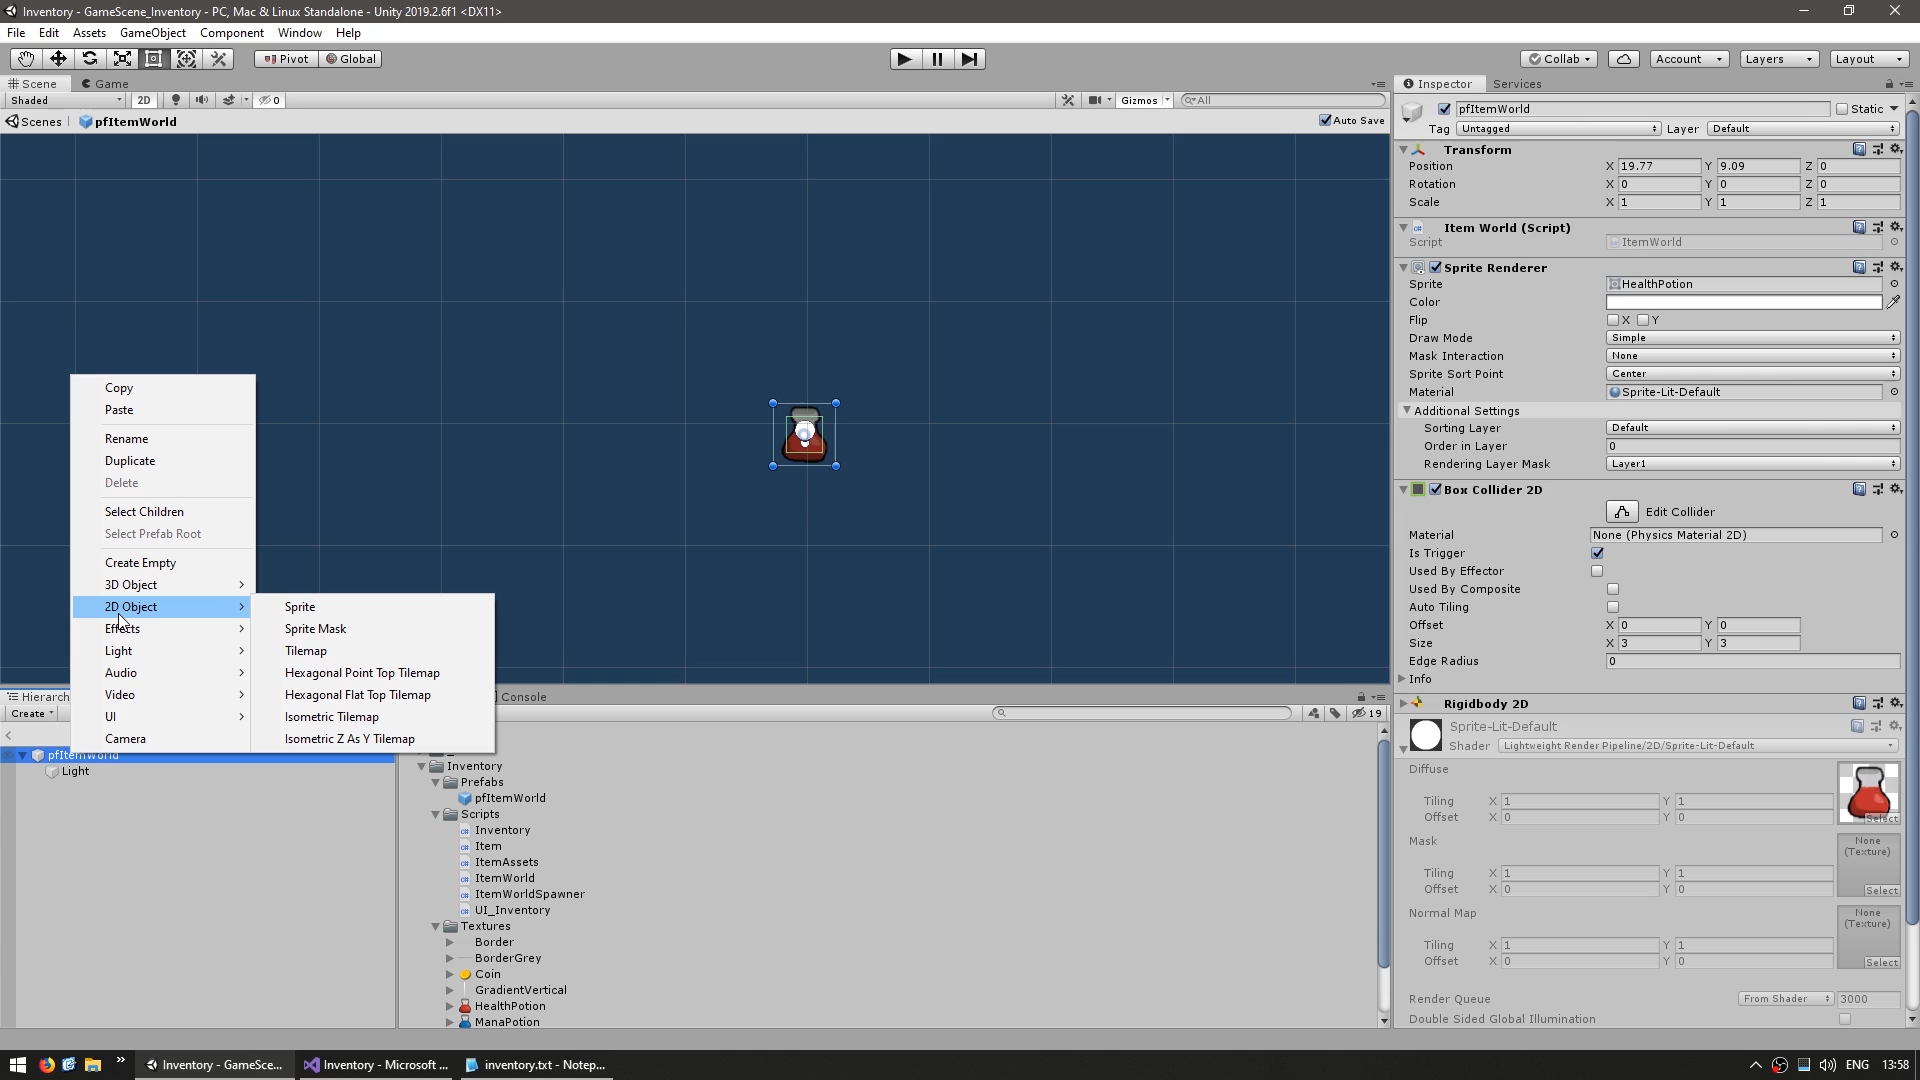 Inventory - GameScene_Inventory - PC, Mac & Linux Standalone - Unity 2019.2.6f1 <DX11>
File Edit Assets GameObject Component Window Help
Pivot Global
Collab Account Layers Layout
Scene Game
Inspector Services
Shaded 2D 0 Gizmos All
Scenes pfItemWorld Auto Save
pfItemWorld Static
Tag Untagged Layer Default
Transform
Position X 19.77 Y 9.09 Z 0
Rotation X 0 Y 0 Z 0
Scale X 1 Y 1 Z 1
Item World (Script)
Script ItemWorld
Sprite Renderer
Sprite HealthPotion
Color
Flip X Y
Draw Mode Simple
Mask Interaction None
Sprite Sort Point Center
Material Sprite-Lit-Default
Additional Settings
Sorting Layer Default
Order in Layer 0
Rendering Layer Mask Layer1
Box Collider 2D
Edit Collider
Material None (Physics Material 2D)
Is Trigger
Used By Effector
Used By Composite
Auto Tiling
Offset X 0 Y 0
Size X 3 Y 3
Edge Radius 0
Info
Rigidbody 2D
Sprite-Lit-Default
Shader Lightweight Render Pipeline/2D/Sprite-Lit-Default
Diffuse
Tiling X 1 Y 1
Offset X 0 Y 0
Select
Mask
None
(Texture)
Tiling X 1 Y 1
Offset X 0 Y 0
Select
Normal Map
None
(Texture)
Tiling X 1 Y 1
Offset X 0 Y 0
Select
Render Queue From Shader 3000
Double Sided Global Illumination
Copy
Paste
Rename
Duplicate
Delete
Select Children
Select Prefab Root
Create Empty
3D Object
2D Object
Effects
Light
Audio
Video
UI
Camera
Sprite
Sprite Mask
Tilemap
Hexagonal Point Top Tilemap
Hexagonal Flat Top Tilemap
Isometric Tilemap
Isometric Z As Y Tilemap
Hierarch
Create
pfItemWorld
Light
Console
19
Inventory
Prefabs
pfItemWorld
Scripts
Inventory
Item
ItemAssets
ItemWorld
ItemWorldSpawner
UI_Inventory
Textures
Border
BorderGrey
Coin
GradientVertical
HealthPotion
ManaPotion
Inventory - GameSce...
Inventory - Microsoft ...
inventory.txt - Notep...
ENG 13:58